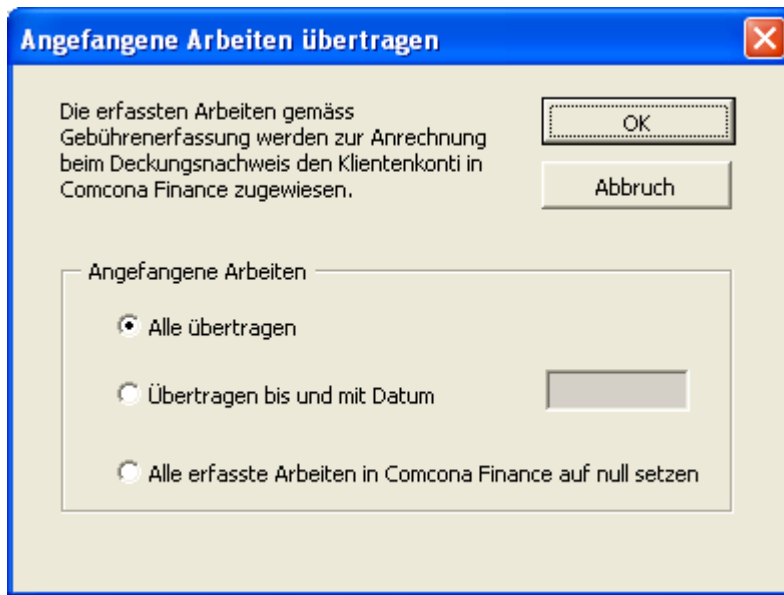 Angefangene Arbeiten übertragen
Die erfassten Arbeiten gemäss
Gebührenerfassung werden zur Anrechnung
beim Deckungsnachweis den Klientenkonti in
Comcona Finance zugewiesen.
OK
Abbruch
Angefangene Arbeiten
Alle übertragen
Übertragen bis und mit Datum
Alle erfasste Arbeiten in Comcona Finance auf null setzen